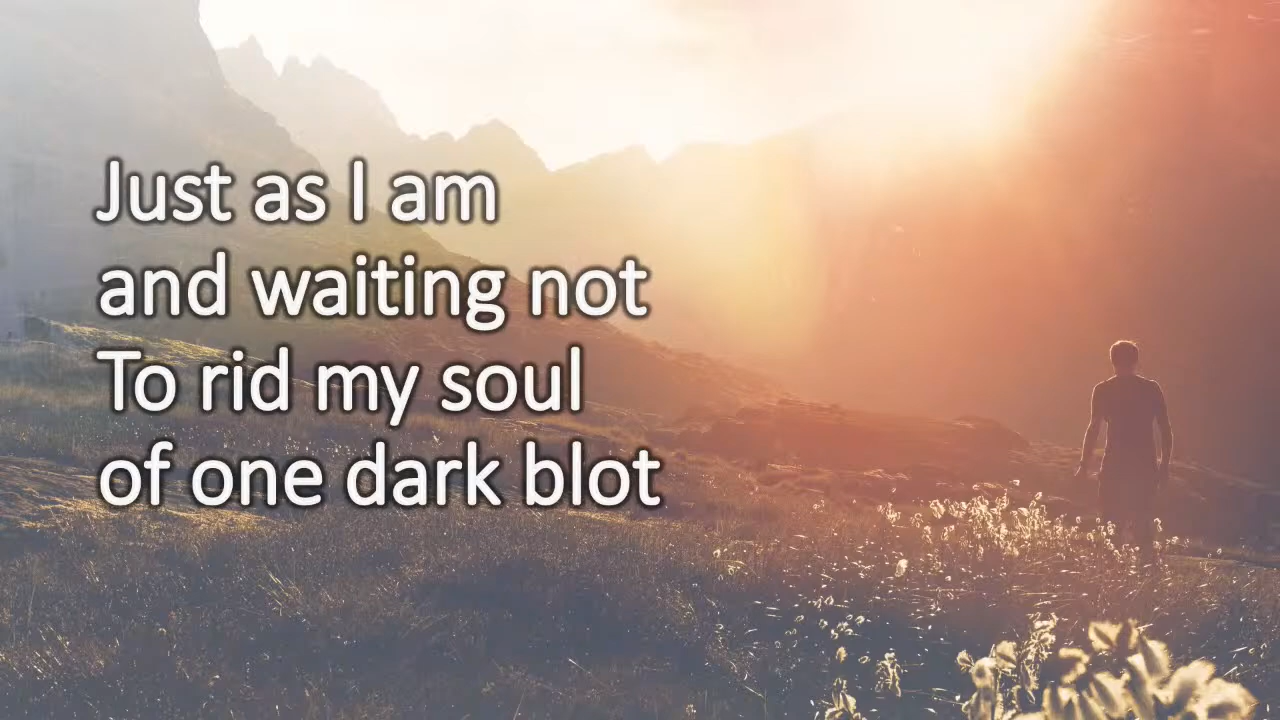 Just as I am
and waiting not
To rid my soul
of one dark blot